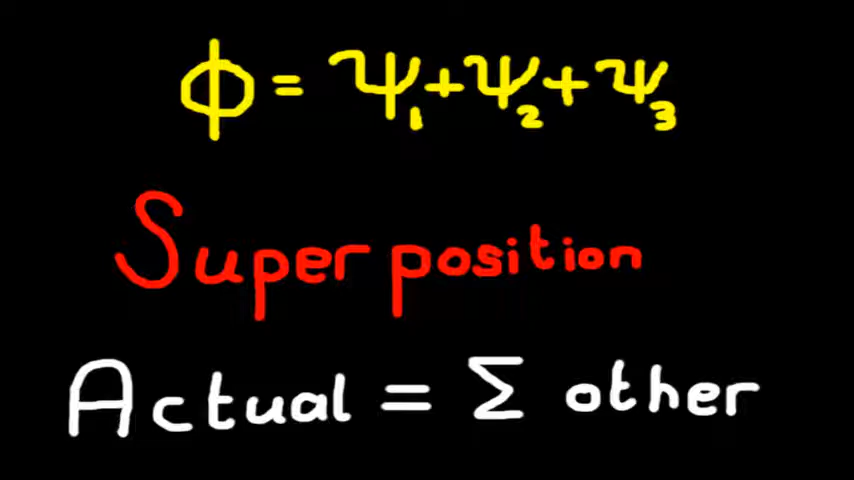 Φ = Ψ₁+Ψ₂+Ψ₃
Superposition
Actual = Σ other